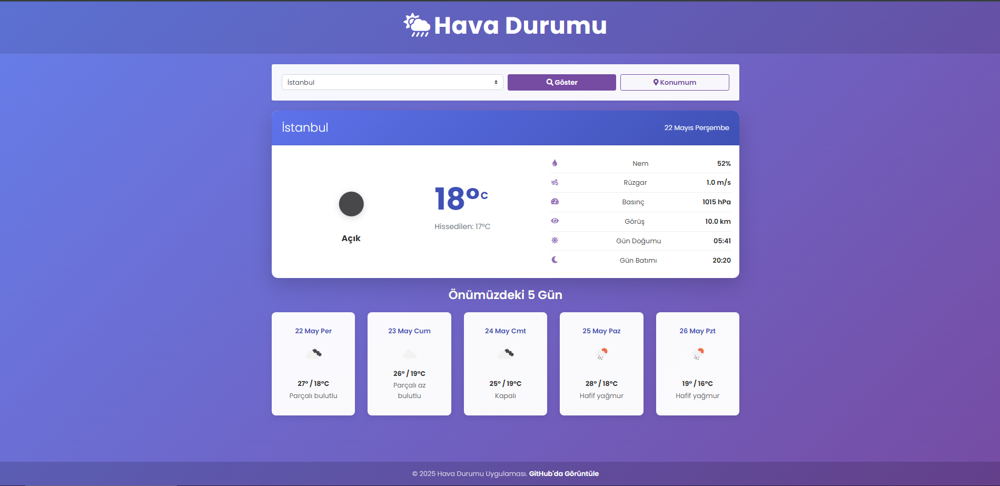 Hava Durumu
İstanbul
Göster
Konumum
İstanbul
22 Mayıs Perşembe
Nem 52%
Rüzgar 1.0 m/s
Basınç 1015 hPa
Görüş 10.0 km
Gün Doğumu 05:41
Gün Batımı 20:20
18°C
Hissedilen: 17°C
Açık
Önümüzdeki 5 Gün
22 May Per
27° / 18°C
Parçalı bulutlu
23 May Cum
26° / 19°C
Parçalı az
bulutlu
24 May Cmt
25° / 19°C
Kapalı
25 May Paz
28° / 18°C
Hafif yağmur
26 May Pzt
19° / 16°C
Hafif yağmur
© 2025 Hava Durumu Uygulaması. GitHub'da Görüntüle